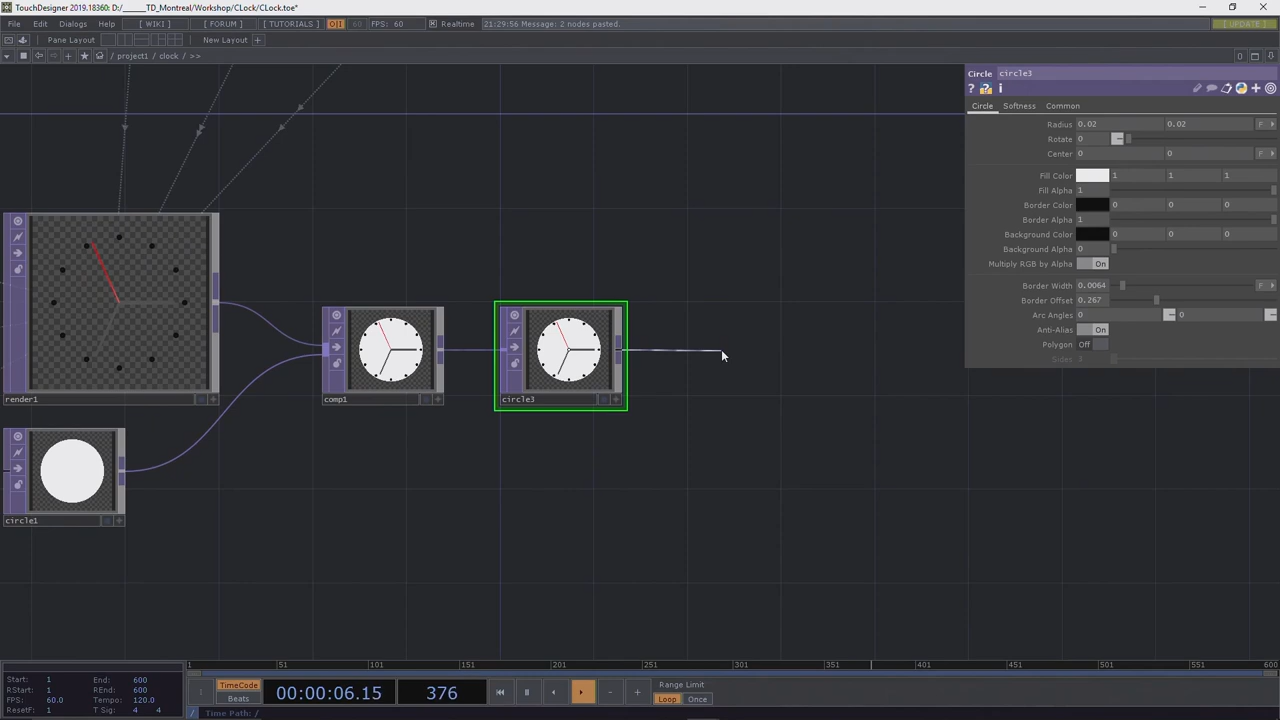 TouchDesigner 2019.18360: D:/______TD_Montreal/Workshop/CLock/CLock.toe*
File Edit Dialogs Help [ WIKI ] [ FORUM ] [ TUTORIALS ] O|I 60 FPS: 60 Realtime 21:29:56 Message: 2 nodes pasted. [ UPDATE ]
Pane Layout New Layout +
/ project1 / clock / >>
Circle circle3
? ? i
Circle Softness Common
Radius 0.02 0.02 F
Rotate 0
Center 0 0 F
Fill Color 1 1 1
Fill Alpha 1
Border Color 0 0 0
Border Alpha 1
Background Color 0 0 0
Background Alpha 0
Multiply RGB by Alpha On
Border Width 0.0064 F
Border Offset 0.267
Arc Angles 0 0
Anti-Alias On
Polygon Off
Sides 3
render1
comp1
circle3
circle1
1 51 101 151 201 251 301 351 401 451 501 551 600
Start: 1 End: 600
RStart: 1 REnd: 600
FPS: 60.0 Tempo: 120.0
ResetF: 1 T Sig: 4 4
TimeCode
Beats
00:00:06.15 376
Range Limit
Loop Once
/ Time Path: /